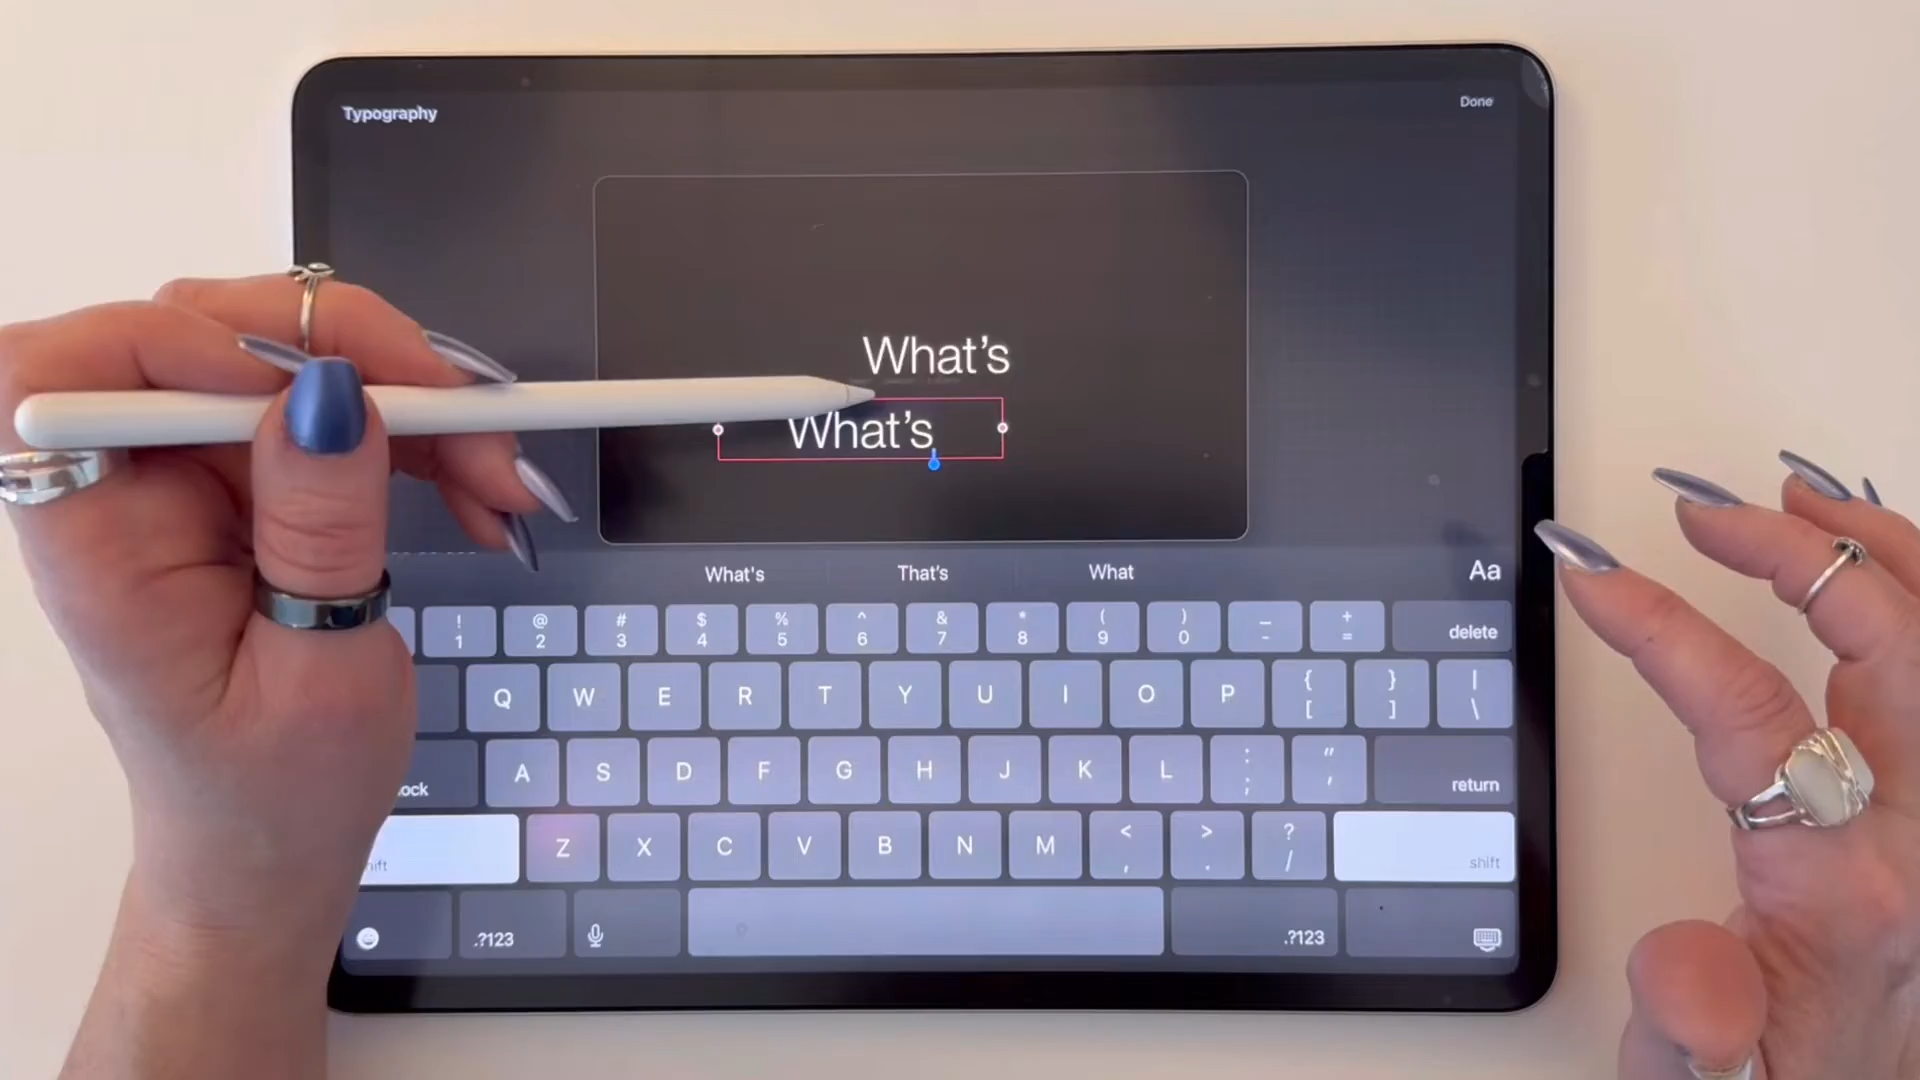 Typography
Done
What’s
What’s
What's That’s What Aa
! @ # $ % ^ & * ( ) _ +
1 2 3 4 5 6 7 8 9 0 - = delete
Q W E R T Y U I O P { } |
[ ] \
A S D F G H J K L : "
; ' return
Z X C V B N M < > ?
, . / shift
.?123 .?123